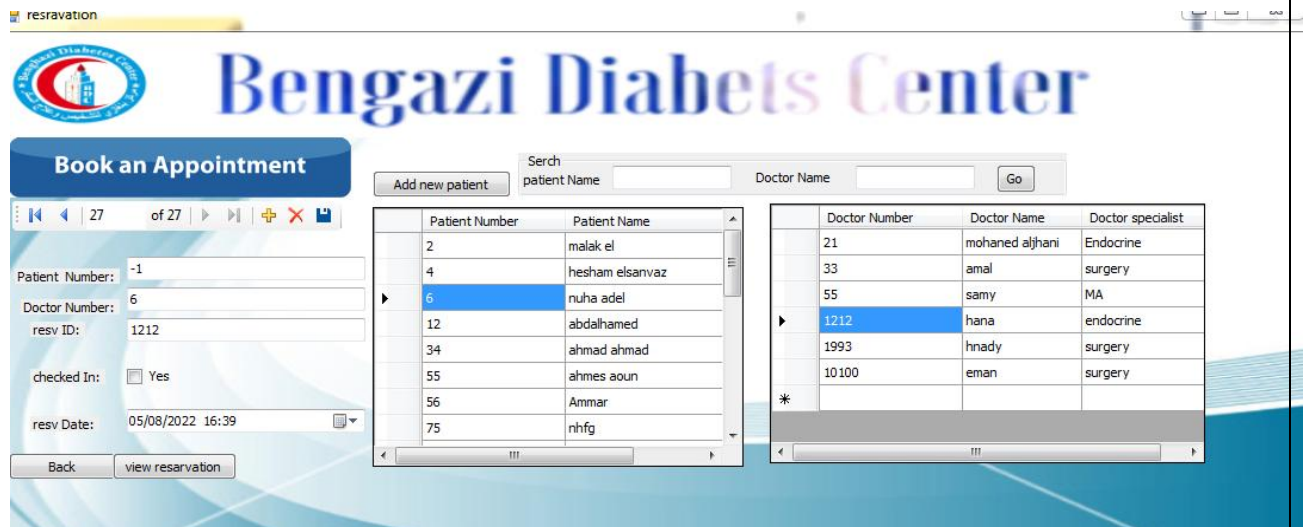 resravation
Bengazi Diabets Center
Book an Appointment
Serch
Add new patient
patient Name
Doctor Name
Go
27 of 27
Patient Number:
-1
Doctor Number:
6
resv ID:
1212
checked In:
Yes
resv Date:
05/08/2022 16:39
Back
view resarvation
Patient Number Patient Name
2 malak el
4 hesham elsanvaz
6 nuha adel
12 abdalhamed
34 ahmad ahmad
55 ahmes aoun
56 Ammar
75 nhfg
Doctor Number Doctor Name Doctor specialist
21 mohaned aljhani Endocrine
33 amal surgery
55 samy MA
1212 hana endocrine
1993 hnady surgery
10100 eman surgery